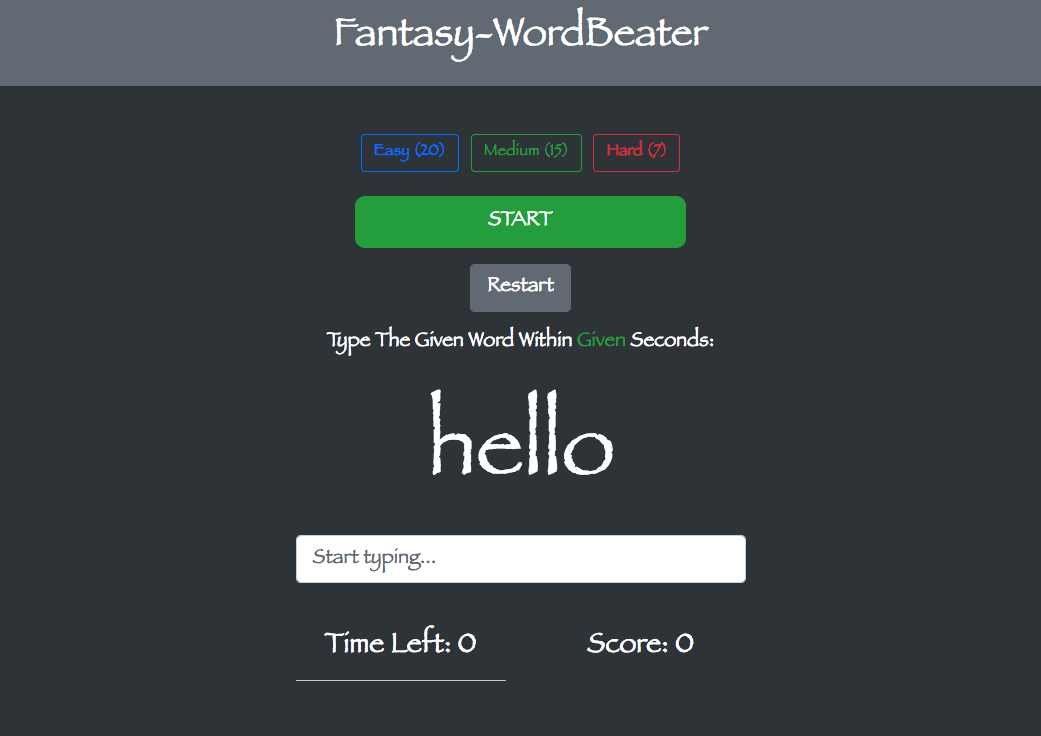 Fantasy-WordBeater
Easy (20) Medium (15) Hard (7)
START
Restart
Type The Given Word Within Given Seconds:
hello
Start typing...
Time Left: 0 Score: 0